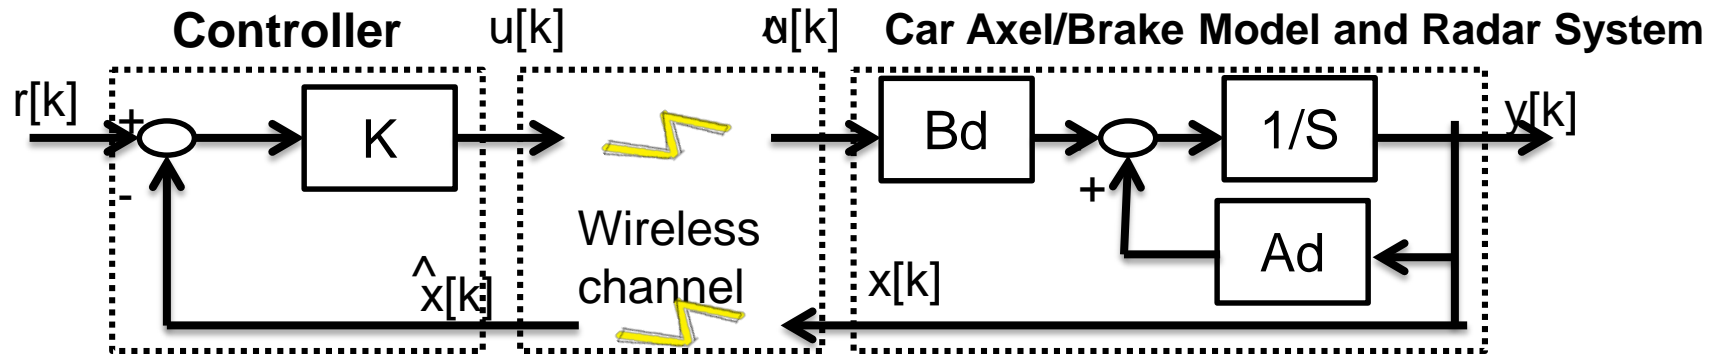 Controller
u[k]
û[k]
Car Axel/Brake Model and Radar System
r[k]
+
-
K
Bd
1/S
y[k]
+
Ad
Wireless
channel
^
x[k]
x[k]